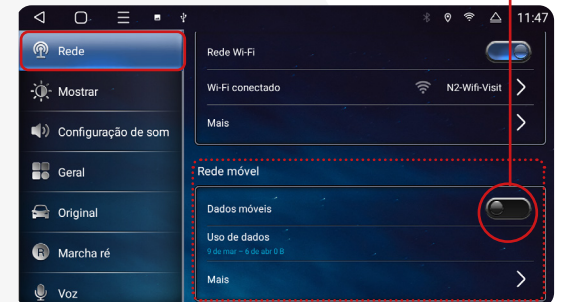 11:47
Rede
Mostrar
Configuração de som
Geral
Original
R Marcha ré
Voz
Rede Wi-Fi
Wi-Fi conectado N2-Wifi-Visit
Mais
Rede móvel
Dados móveis
Uso de dados
9 de mar – 6 de abr 0 B
Mais